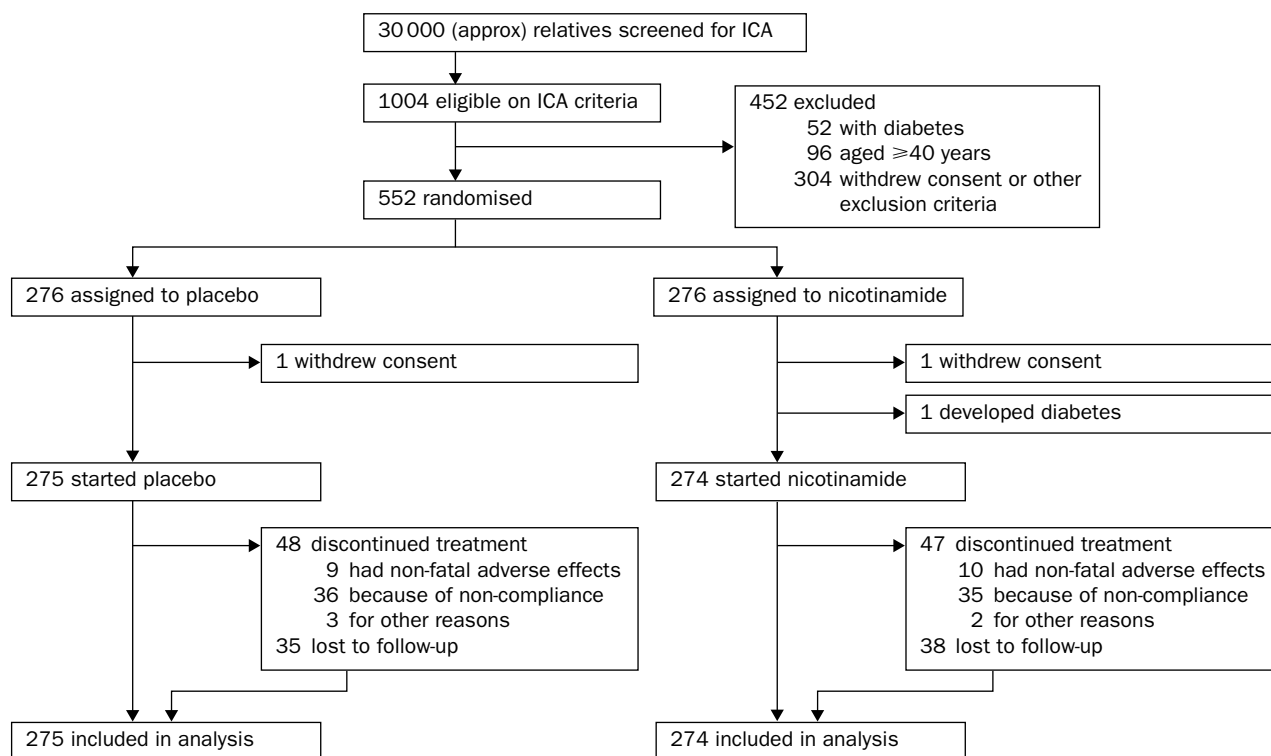 30 000 (approx) relatives screened for ICA
1004 eligible on ICA criteria
452 excluded
52 with diabetes
96 aged ⩾40 years
304 withdrew consent or other
exclusion criteria
552 randomised
276 assigned to placebo
276 assigned to nicotinamide
1 withdrew consent
1 withdrew consent
1 developed diabetes
275 started placebo
274 started nicotinamide
48 discontinued treatment
9 had non-fatal adverse effects
36 because of non-compliance
3 for other reasons
35 lost to follow-up
47 discontinued treatment
10 had non-fatal adverse effects
35 because of non-compliance
2 for other reasons
38 lost to follow-up
275 included in analysis
274 included in analysis